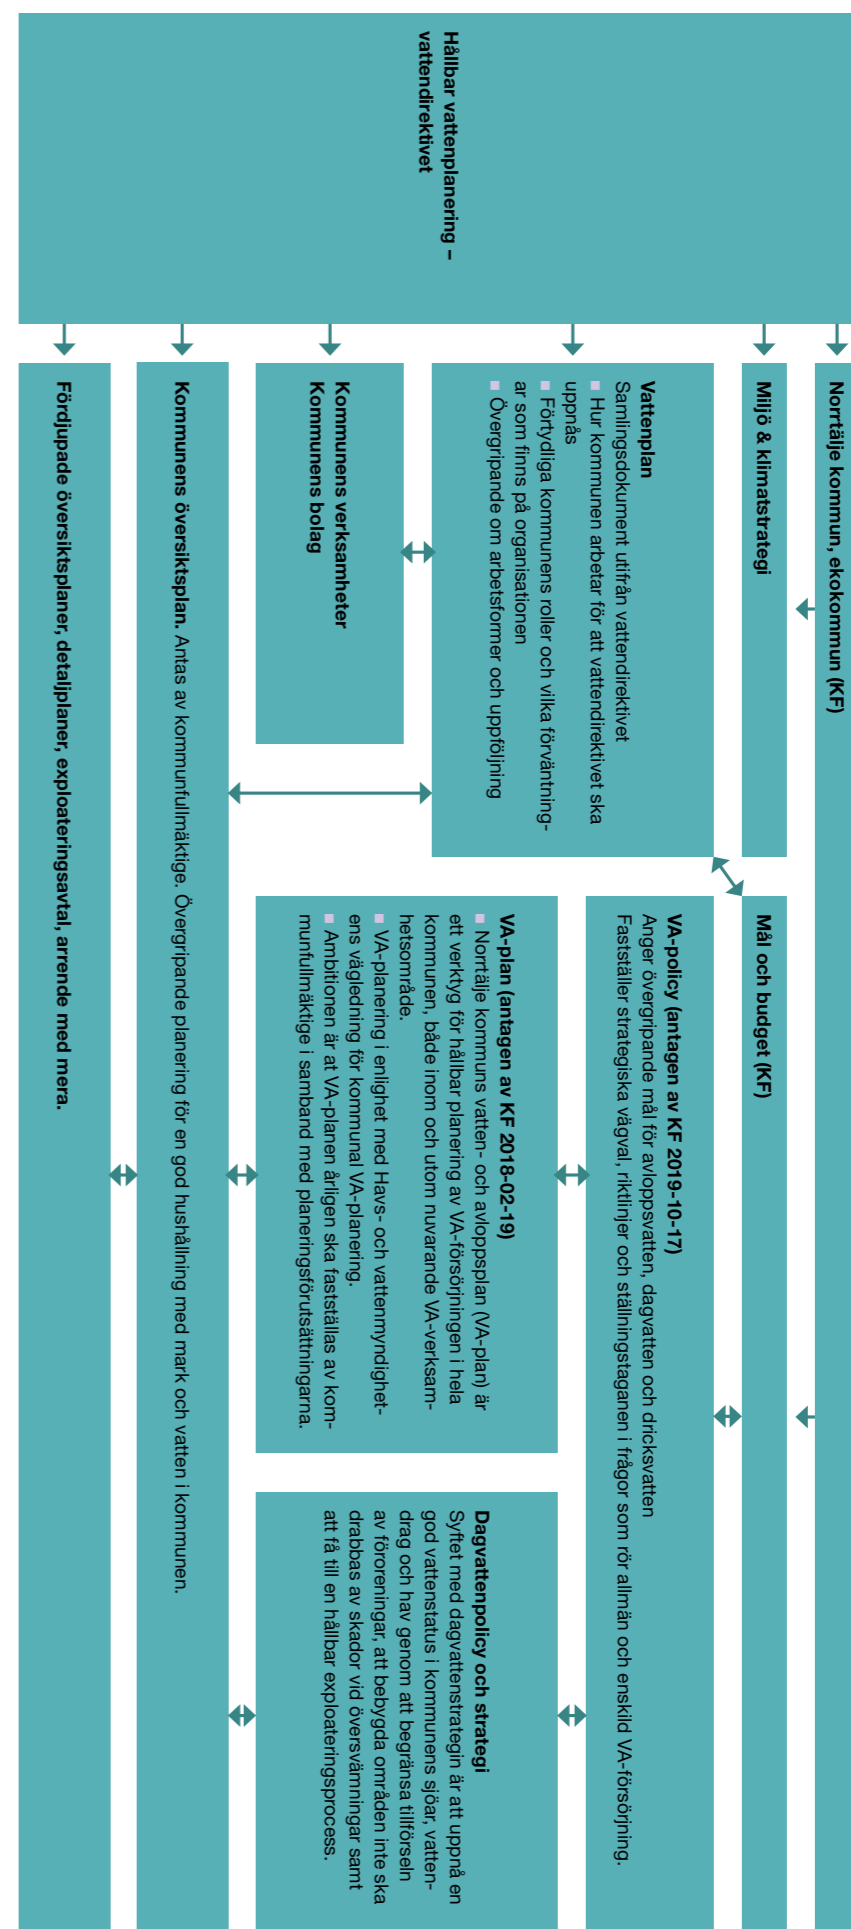 Hållbar vattenplanering –
vattendirektivet
Norrtälje kommun, ekokommun (KF)
Miljö & klimatstrategi
Mål och budget (KF)
Vattenplan
Samlingsdokument utifrån vattendirektivet
■ Hur kommunen arbetar för att vattendirektivet ska
uppnås
■ Förtydliga kommunens roller och vilka förväntning-
ar som finns på organisationen
■ Övergripande om arbetsformer och uppföljning
VA-policy (antagen av KF 2019-10-17)
Anger övergripande mål för avloppsvatten, dagvatten och dricksvatten
Fastställer strategiska vägval, riktlinjer och ställningstaganen i frågor som rör allmän och enskild VA-försörjning.
Kommunens verksamheter
Kommunens bolag
VA-plan (antagen av KF 2018-02-19)
■ Norrtälje kommuns vatten- och avloppsplan (VA-plan) är
ett verktyg för hållbar planering av VA-försörjningen i hela
kommunen, både inom och utom nuvarande VA-verksam-
hetsområde.
■ VA-planering i enlighet med Havs- och vattenmyndighet-
ens vägledning för kommunal VA-planering.
■ Ambitionen är at VA-planen årligen ska fastställas av kom-
munfullmäktige i samband med planeringsförutsättningarna.
Dagvattenpolicy och strategi
Syftet med dagvattenstrategin är att uppnå en
god vattenstatus i kommunens sjöar, vatten-
drag och hav genom att begränsa tillförseln
av föroreningar, att bebygda områden inte ska
drabbas av skador vid översvämningar samt
att få till en hållbar exploateringsprocess.
Kommunens översiktsplan. Antas av kommunfullmäktige. Övergripande planering för en god hushållning med mark och vatten i kommunen.
Fördjupade översiktsplaner, detaljplaner, exploateringsavtal, arrende med mera.